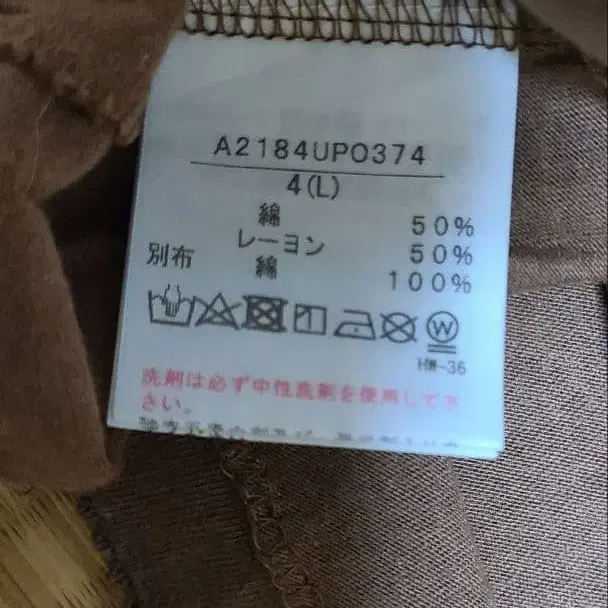 A2184UP0374
4(L)
綿 50%
レーヨン 50%
別布 綿 100%
W
HM-36
洗剤は必ず中性洗剤を使用して下
さい。